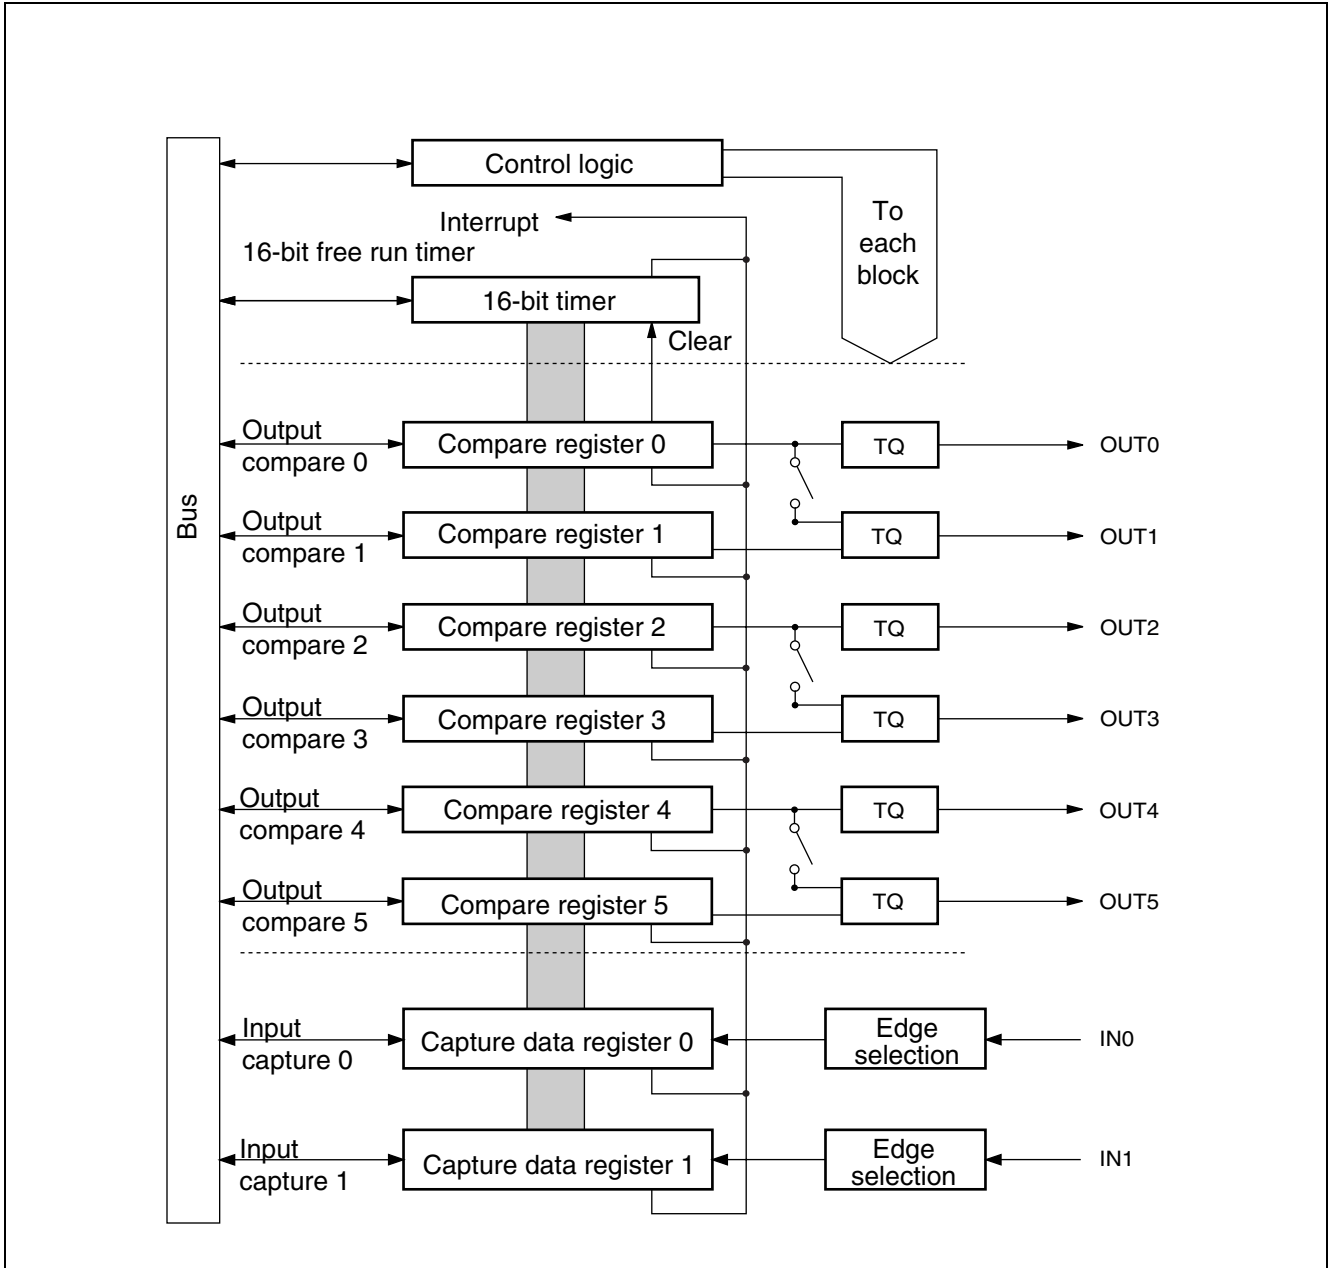 Control logic
To
each
block
Interrupt
16-bit free run timer
16-bit timer
Clear
Bus
Output
compare 0
Compare register 0
TQ
OUT0
Output
compare 1
Compare register 1
TQ
OUT1
Output
compare 2
Compare register 2
TQ
OUT2
Output
compare 3
Compare register 3
TQ
OUT3
Output
compare 4
Compare register 4
TQ
OUT4
Output
compare 5
Compare register 5
TQ
OUT5
Input
capture 0
Capture data register 0
Edge
selection
IN0
Input
capture 1
Capture data register 1
Edge
selection
IN1